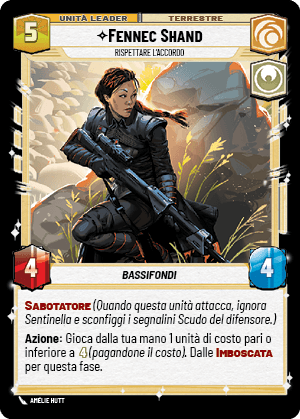 5
UNITÀ LEADER
TERRESTRE
FENNEC SHAND
RISPETTARE L'ACCORDO
4
BASSIFONDI
4
SABOTATORE (Quando questa unità attacca, ignora
Sentinella e sconfiggi i segnalini Scudo del difensore.)
Azione: Gioca dalla tua mano 1 unità di costo pari o
inferiore a 4 (pagandone il costo). Dalle IMBOSCATA
per questa fase.
AMÉLIE HUTT